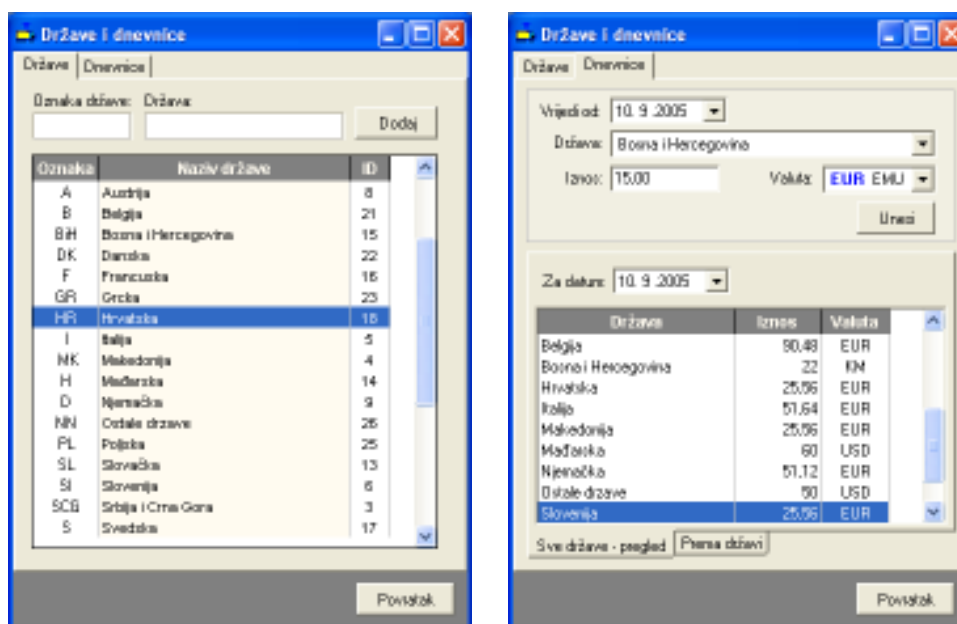 Države i dnevnice
Države Dnevnice
Oznaka države: Država:
Dodaj
Oznaka Naziv države ID
A Austrija 8
B Belgija 21
BiH Bosna i Hercegovina 15
DK Danska 22
F Francuska 16
GR Grcka 23
HR Hrvatska 18
I Italija 5
MK Makedonija 4
H Mađarska 14
D Njemačka 9
NN Ostale drzave 26
PL Poljska 25
SL Slovačka 13
SI Slovenija 6
SCG Srbija i Crna Gora 3
S Svedska 17
Povratak
Države i dnevnice
Države Dnevnice
Vrijedi od: 10. 9 .2005
Država: Bosna i Hercegovina
Iznos: 15,00 Valuta: EUR EMU
Unesi
Za datum: 10. 9 .2005
Država Iznos Valuta
Belgija 90,48 EUR
Bosna i Hercegovina 22 KM
Hrvatska 25,56 EUR
Italija 51,64 EUR
Makedonija 25,56 EUR
Mađarska 60 USD
Njemačka 51,12 EUR
Ostale drzave 50 USD
Slovenija 25,56 EUR
Sve države - pregled Prema državi
Povratak